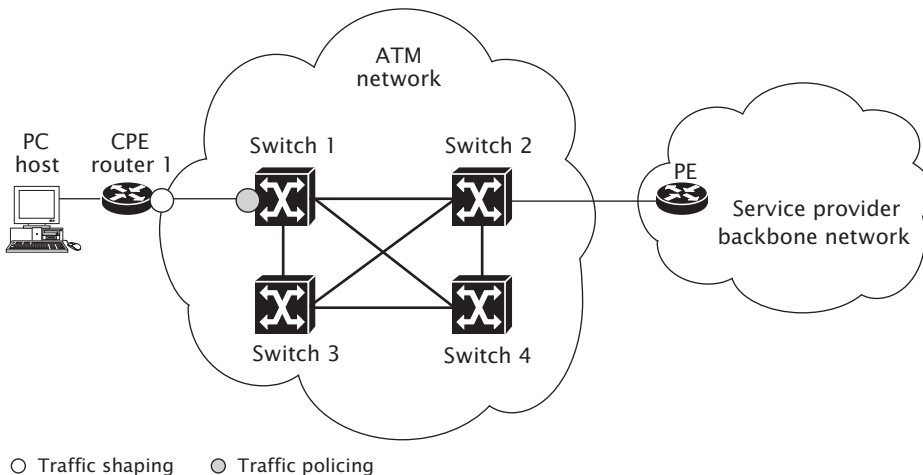 ATM
network
PC
host
CPE
router 1
Switch 1
Switch 2
PE
Service provider
backbone network
Switch 3
Switch 4
Traffic shaping
Traffic policing